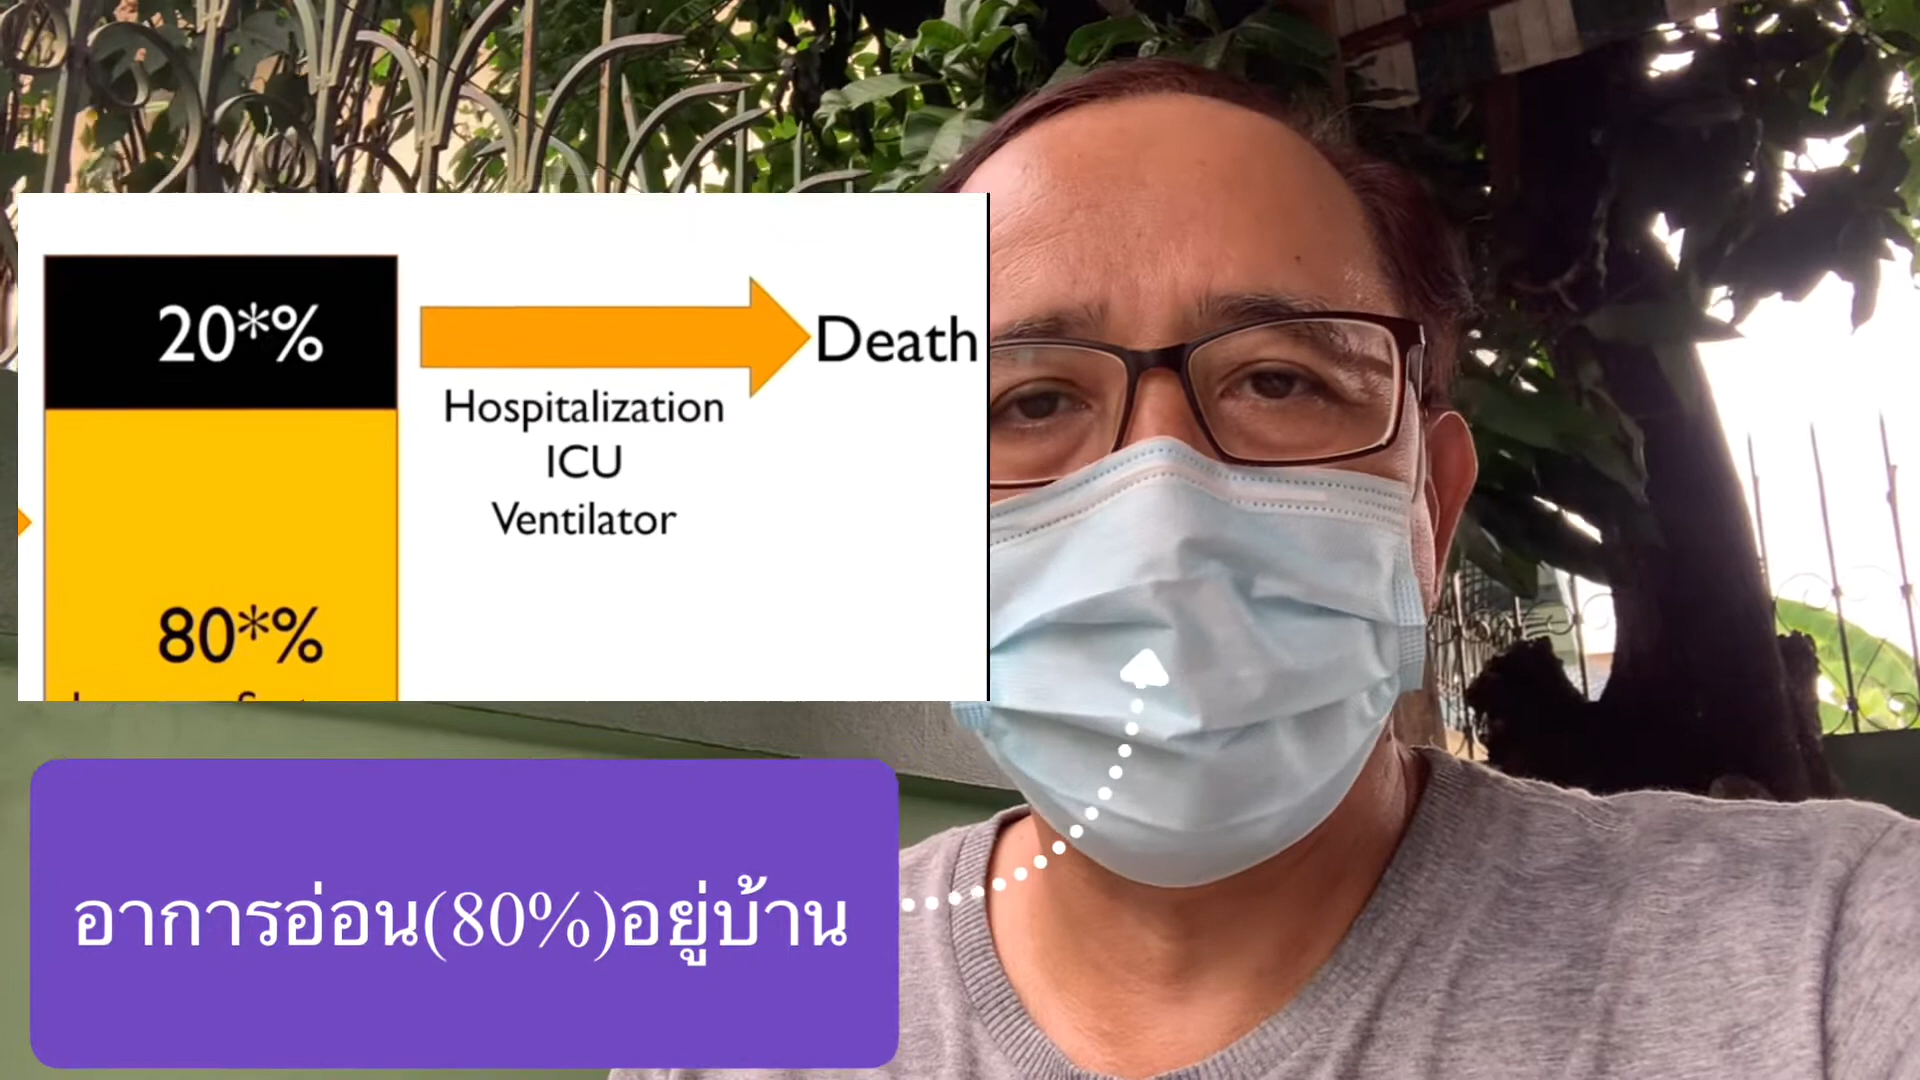 20*%
Death
Hospitalization
ICU
Ventilator
80*%
อาการอ่อน(80%)อยู่บ้าน